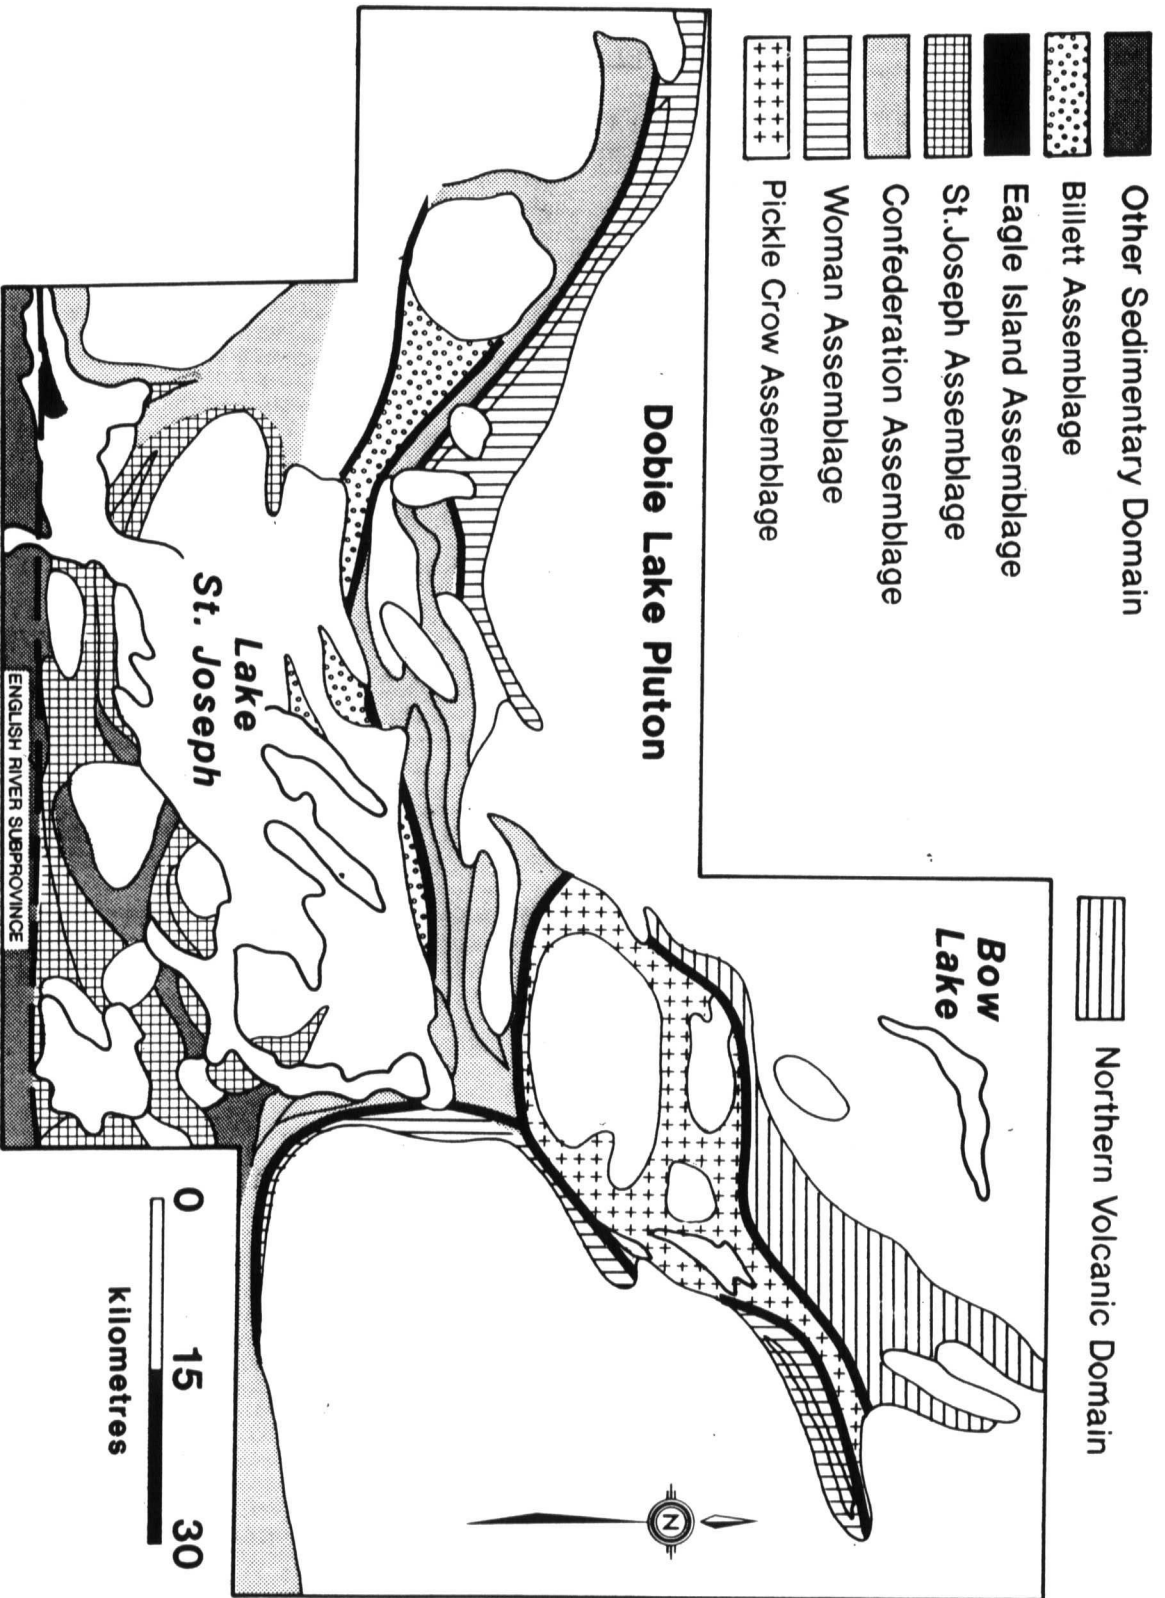 Other Sedimentary Domain
Billett Assemblage
Eagle Island Assemblage
St.Joseph Assemblage
Confederation Assemblage
Woman Assemblage
Pickle Crow Assemblage
Northern Volcanic Domain
Bow
Lake
Dobie Lake Pluton
Lake
St. Joseph
ENGLISH RIVER SUBPROVINCE
0 15 30
kilometres
N